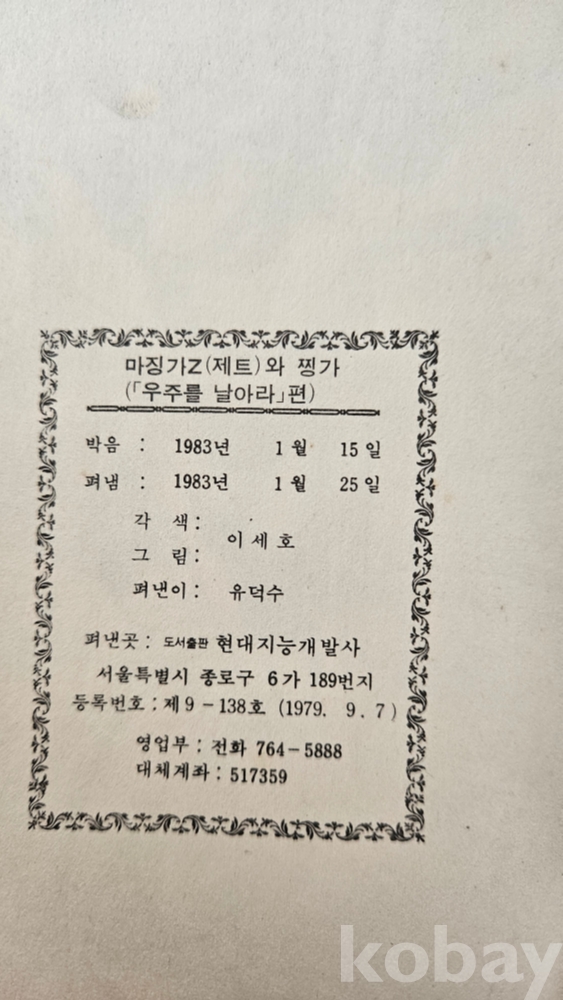 마징가Z(제트)와 찡가
(「우주를 날아라」편)
박음 : 1983년 1월 15일
펴냄 : 1983년 1월 25일
각 색 :
이 세 호
그 림 :
펴낸이 : 유덕수
펴낸곳 : 도서출판 현대지능개발사
서울특별시 종로구 6가 189번지
등록번호 : 제9-138호 (1979. 9. 7)
영업부 : 전화 764-5888
대체계좌 : 517359
kobay